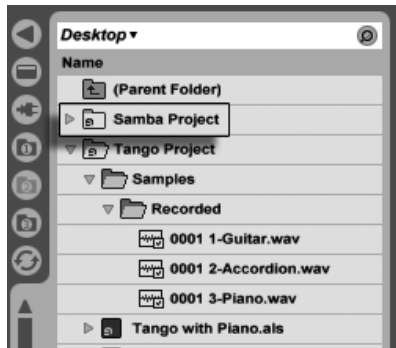 Desktop
Name
(Parent Folder)
Samba Project
Tango Project
Samples
Recorded
0001 1-Guitar.wav
0001 2-Accordion.wav
0001 3-Piano.wav
Tango with Piano.als